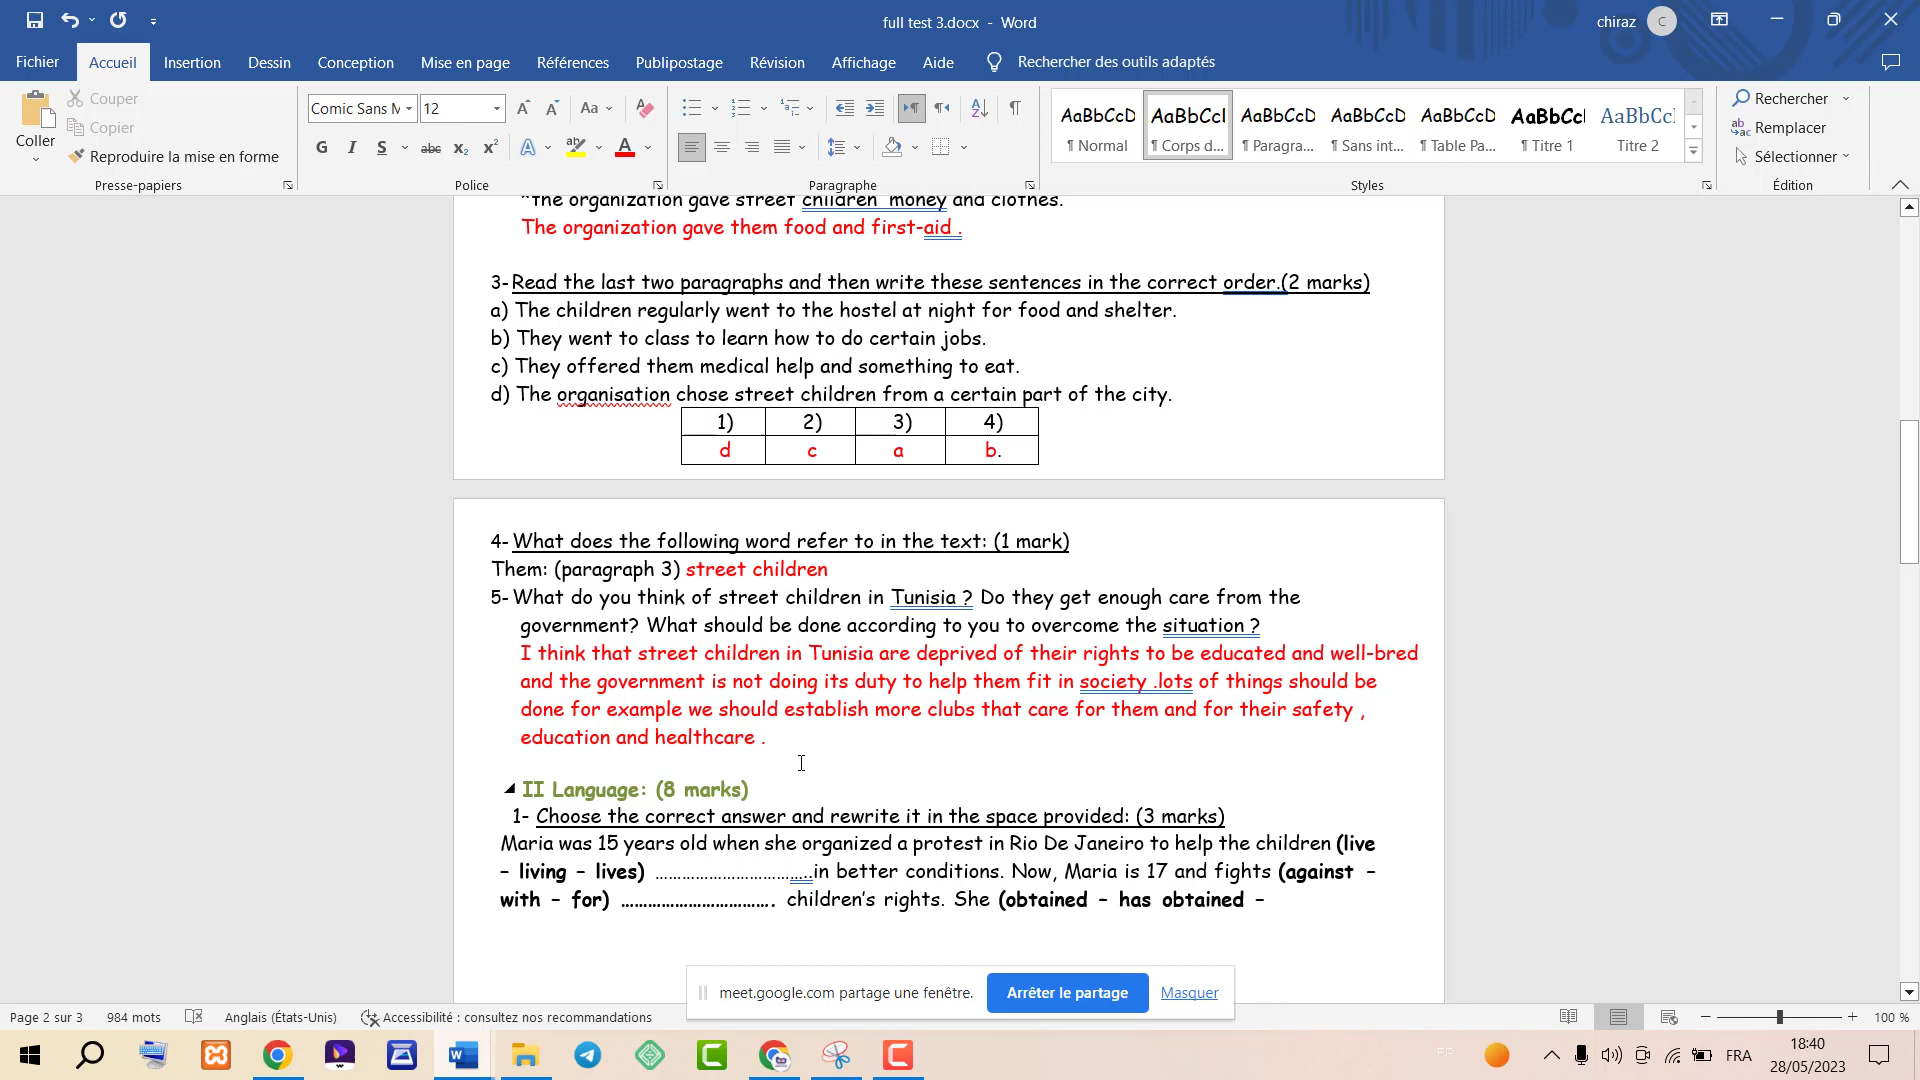 full test 3.docx - Word
chiraz
C
Fichier
Accueil
Insertion
Dessin
Conception
Mise en page
Références
Publipostage
Révision
Affichage
Aide
Rechercher des outils adaptés
Coller
Couper
Copier
Reproduire la mise en forme
Presse-papiers
Comic Sans M
12
Aa
G I S abc x₂ x²
Police
Paragraphe
AaBbCcD
¶ Normal
AaBbCcI
¶ Corps d...
AaBbCcD
¶ Paragra...
AaBbCcD
¶ Sans int...
AaBbCcD
¶ Table Pa...
AaBbCcI
¶ Titre 1
AaBbCcI
Titre 2
Styles
Rechercher
Remplacer
Sélectionner
Édition
*the organization gave street children money and clothes.
The organization gave them food and first-aid .
3- Read the last two paragraphs and then write these sentences in the correct order.(2 marks)
a) The children regularly went to the hostel at night for food and shelter.
b) They went to class to learn how to do certain jobs.
c) They offered them medical help and something to eat.
d) The organisation chose street children from a certain part of the city.
1) 2) 3) 4)
d c a b.
4- What does the following word refer to in the text: (1 mark)
Them: (paragraph 3) street children
5- What do you think of street children in Tunisia ? Do they get enough care from the
government? What should be done according to you to overcome the situation ?
I think that street children in Tunisia are deprived of their rights to be educated and well-bred
and the government is not doing its duty to help them fit in society .lots of things should be
done for example we should establish more clubs that care for them and for their safety ,
education and healthcare .
II Language: (8 marks)
1- Choose the correct answer and rewrite it in the space provided: (3 marks)
Maria was 15 years old when she organized a protest in Rio De Janeiro to help the children (live
– living – lives) ……………………………..in better conditions. Now, Maria is 17 and fights (against –
with – for) ……………………………. children's rights. She (obtained – has obtained –
meet.google.com partage une fenêtre.
Arrêter le partage
Masquer
Page 2 sur 3
984 mots
Anglais (États-Unis)
Accessibilité : consultez nos recommandations
100 %
FRA
18:40
28/05/2023